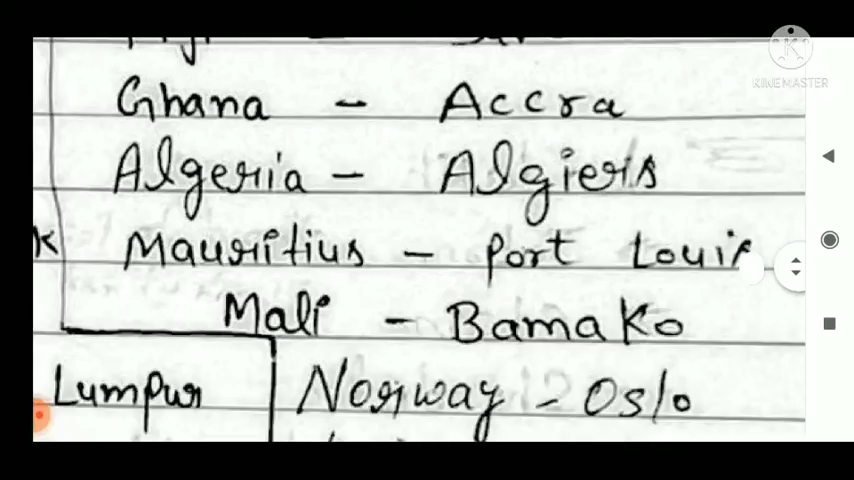 KINEMASTER
Ghana - Accra
Algeria - Algiers
K Mauritius - Port Louis
Mali - Bamako
Lumpur Norway - Oslo